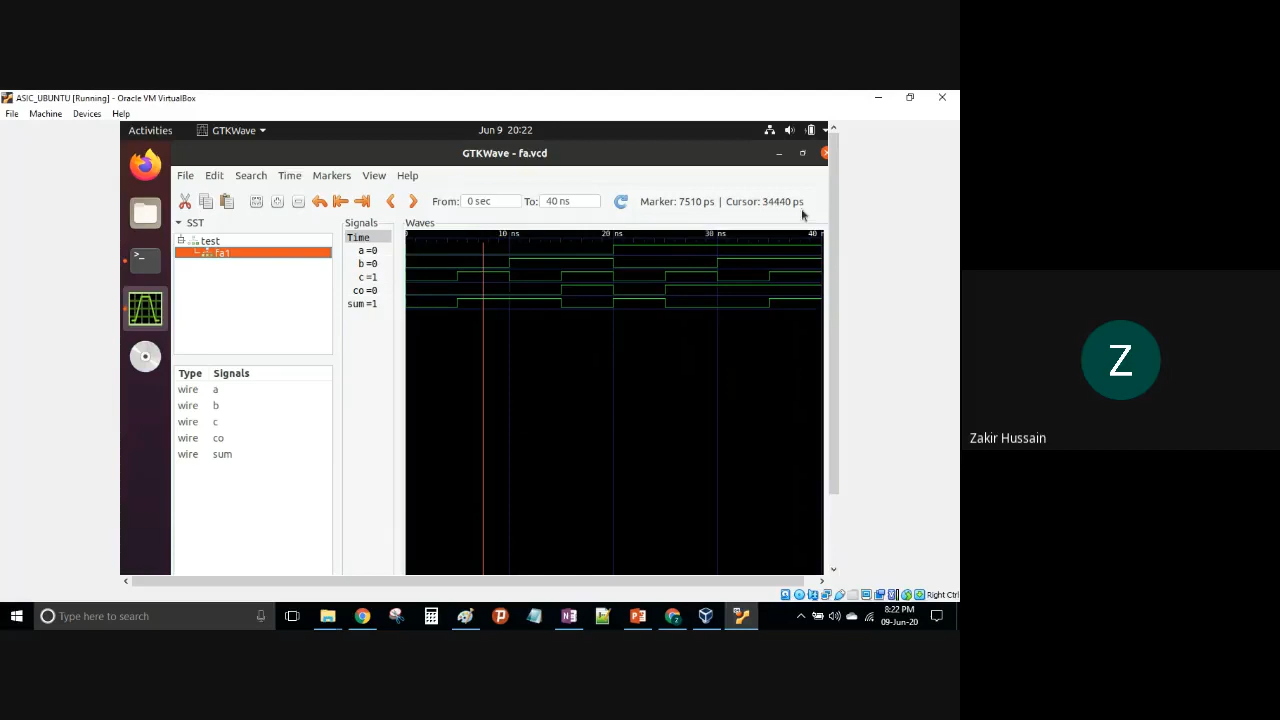 ASIC_UBUNTU [Running] - Oracle VM VirtualBox
File Machine Devices Help
Activities GTKWave Jun 9 20:22
GTKWave - fa.vcd
File Edit Search Time Markers View Help
From: 0 sec To: 40 ns Marker: 7510 ps | Cursor: 34440 ps
SST
test
fa1
Signals
Time
a=0
b=0
c=1
co=0
sum=1
Waves
10 ns 20 ns 30 ns 40
Type Signals
wire a
wire b
wire c
wire co
wire sum
Z
Zakir Hussain
Right Ctrl
Type here to search
8:22 PM
09-Jun-20